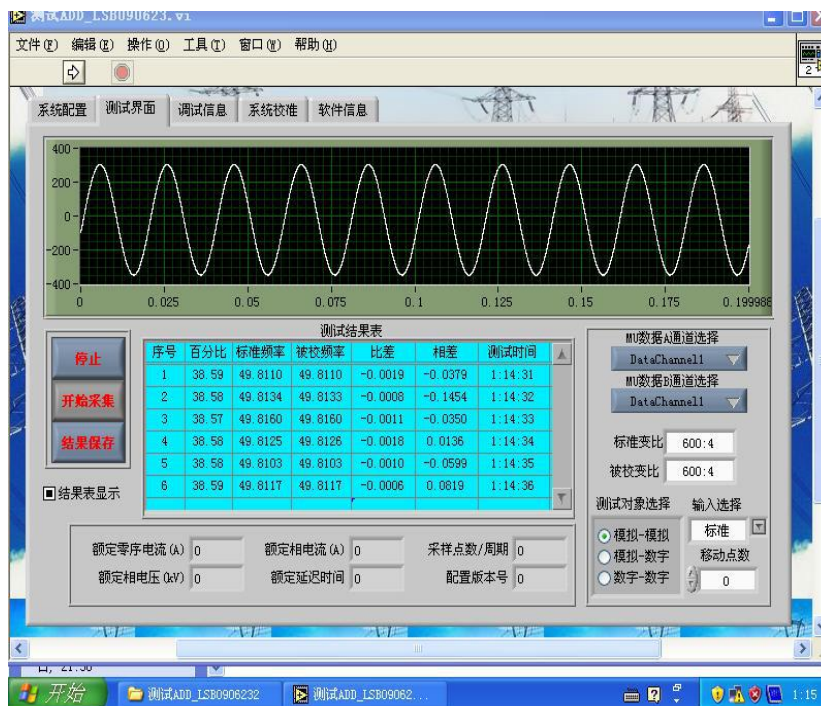 测试ADD_LSB090623.vi
文件(F) 编辑(E) 操作(O) 工具(T) 窗口(W) 帮助(H)
2
系统配置 测试界面 调试信息 系统校准 软件信息
400
200
0
-200
-400
0 0.025 0.05 0.075 0.1 0.125 0.15 0.175 0.199988
测试结果表
序号 百分比 标准频率 被校频率 比差 相差 测试时间
1 38.59 49.8110 49.8110 -0.0019 -0.0379 1:14:31
2 38.58 49.8134 49.8133 -0.0008 -0.1454 1:14:32
3 38.57 49.8160 49.8160 -0.0011 -0.0350 1:14:33
4 38.58 49.8125 49.8126 -0.0018 0.0136 1:14:34
5 38.58 49.8103 49.8103 -0.0010 -0.0599 1:14:35
6 38.59 49.8117 49.8117 -0.0006 0.0819 1:14:36
停止
开始采集
结果保存
结果表显示
MU数据A通道选择
DataChannel1
MU数据B通道选择
DataChannel1
标准变比 600:4
被校变比 600:4
测试对象选择 输入选择
模拟-模拟 标准
模拟-数字 移动点数
数字-数字 0
额定零序电流(A) 0 额定相电流(A) 0 采样点数/周期 0
额定相电压(kV) 0 额定延迟时间 0 配置版本号 0
开始 测试ADD_LSB0906232 测试ADD_LSB09062... 1:15